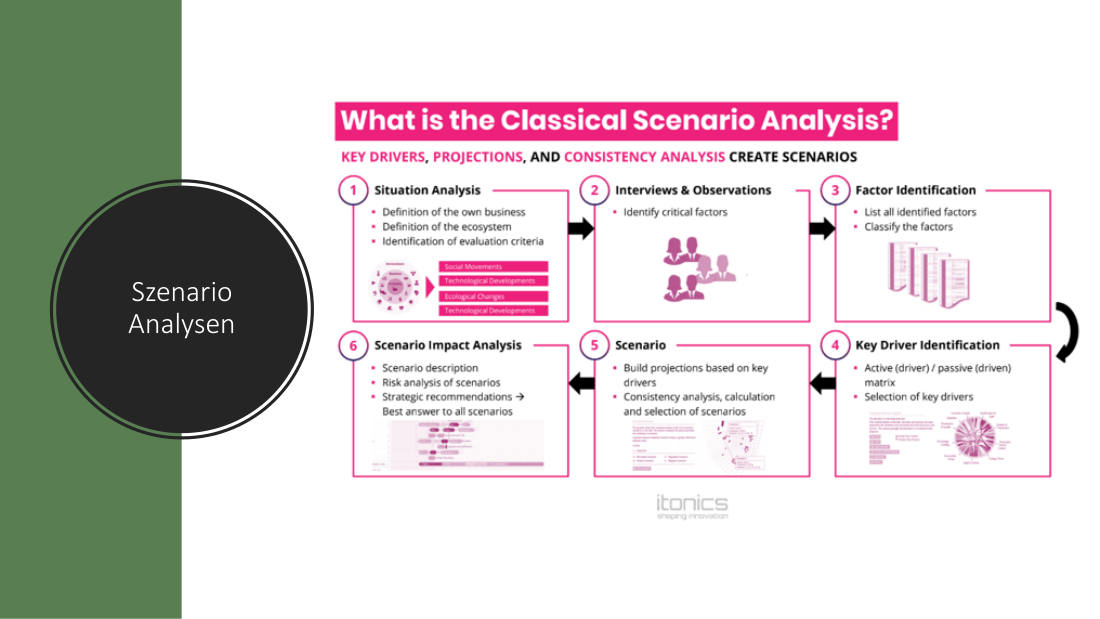 Szenario
Analysen
What is the Classical Scenario Analysis?
KEY DRIVERS, PROJECTIONS, AND CONSISTENCY ANALYSIS CREATE SCENARIOS
1 Situation Analysis
▪ Definition of the own business
▪ Definition of the ecosystem
▪ Identification of evaluation criteria
Social Movements
Technological Developments
Ecological Changes
Technological Developments
2 Interviews & Observations
▪ Identify critical factors
3 Factor Identification
▪ List all identified factors
▪ Classify the factors
4 Key Driver Identification
▪ Active (driver) / passive (driven)
matrix
▪ Selection of key drivers
5 Scenario
▪ Build projections based on key
drivers
▪ Consistency analysis, calculation
and selection of scenarios
6 Scenario Impact Analysis
▪ Scenario description
▪ Risk analysis of scenarios
▪ Strategic recommendations →
Best answer to all scenarios
itonics
shaping innovation